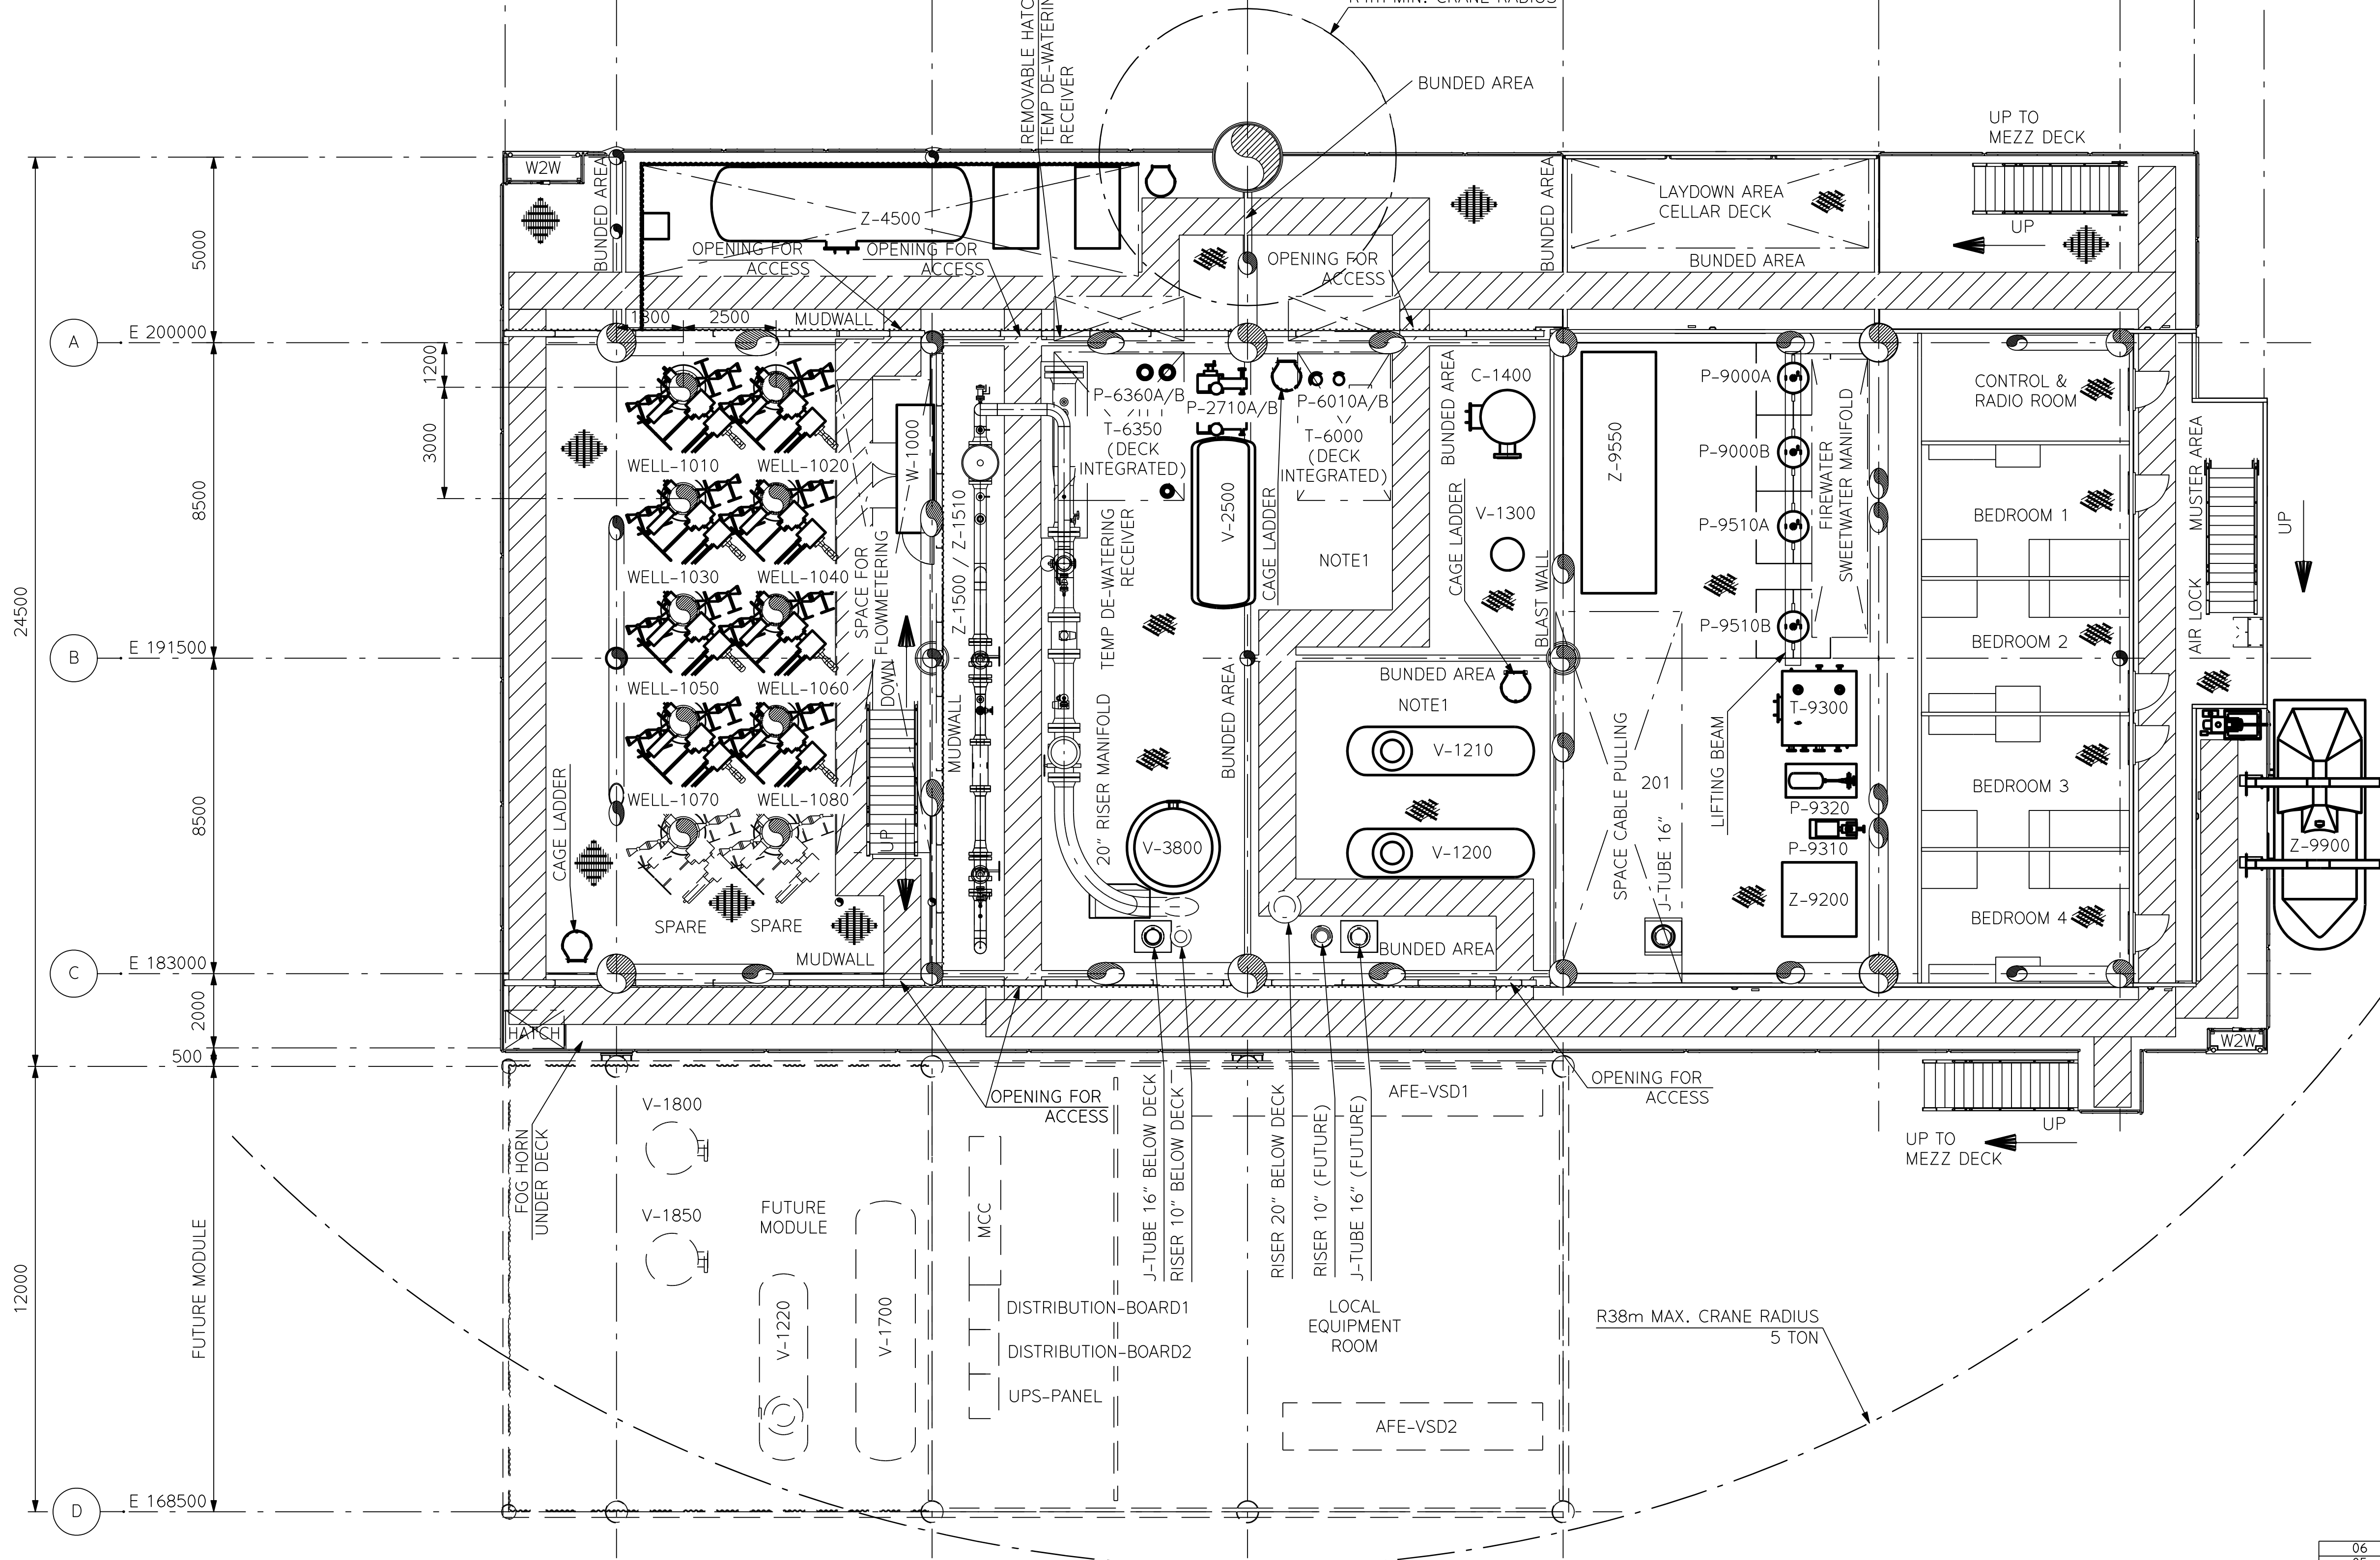 R4m MIN. CRANE RADIUS
REMOVABLE HATCH
TEMP DE-WATERING
RECEIVER
BUNDED AREA
UP TO
MEZZ DECK
W2W
BUNDED AREA
Z-4500
BUNDED AREA
LAYDOWN AREA
CELLAR DECK
BUNDED AREA
UP
5000
OPENING FOR
ACCESS
OPENING FOR
ACCESS
OPENING FOR
ACCESS
A
E 200000
1800
2500
MUDWALL
1200
3000
8500
24500
WELL-1010
WELL-1020
WELL-1030
WELL-1040
WELL-1050
WELL-1060
WELL-1070
WELL-1080
SPARE
SPARE
W-1000
SPACE FOR
FLOWMETERING
DOWN
UP
Z-1500 / Z-1510
MUDWALL
P-6360A/B
T-6350
(DECK
INTEGRATED)
P-2710A/B
P-6010A/B
T-6000
(DECK
INTEGRATED)
V-2500
CAGE LADDER
NOTE1
TEMP DE-WATERING
RECEIVER
20" RISER MANIFOLD
BUNDED AREA
C-1400
BUNDED AREA
V-1300
CAGE LADDER
BLAST WALL
Z-9550
P-9000A
P-9000B
P-9510A
P-9510B
FIREWATER
SWEETWATER MANIFOLD
CONTROL &
RADIO ROOM
BEDROOM 1
BEDROOM 2
BEDROOM 3
BEDROOM 4
MUSTER AREA
AIR LOCK
UP
B
E 191500
8500
BUNDED AREA
NOTE1
V-1210
V-1200
V-3800
SPACE CABLE PULLING
201
J-TUBE 16"
LIFTING BEAM
T-9300
P-9320
P-9310
Z-9200
Z-9900
CAGE LADDER
MUDWALL
BUNDED AREA
C
E 183000
2000
500
HATCH
W2W
OPENING FOR
ACCESS
OPENING FOR
ACCESS
UP
UP TO
MEZZ DECK
FOG HORN
UNDER DECK
V-1800
V-1850
FUTURE
MODULE
V-1220
V-1700
MCC
DISTRIBUTION-BOARD1
DISTRIBUTION-BOARD2
UPS-PANEL
J-TUBE 16" BELOW DECK
RISER 10" BELOW DECK
RISER 20" BELOW DECK
RISER 10" (FUTURE)
J-TUBE 16" (FUTURE)
AFE-VSD1
LOCAL
EQUIPMENT
ROOM
AFE-VSD2
R38m MAX. CRANE RADIUS
5 TON
12000
FUTURE MODULE
D
E 168500
06